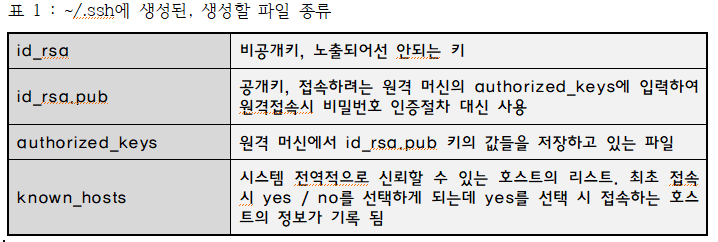 표 1 : ~/.ssh에 생성된, 생성할 파일 종류
id_rsa
비공개키, 노출되어선 안되는 키
id_rsa.pub
공개키, 접속하려는 원격 머신의 authorized_keys에 입력하여
원격접속시 비밀번호 인증절차 대신 사용
authorized_keys
원격 머신에서 id_rsa.pub 키의 값들을 저장하고 있는 파일
known_hosts
시스템 전역적으로 신뢰할 수 있는 호스트의 리스트. 최초 접속
시 yes / no를 선택하게 되는데 yes를 선택 시 접속하는 호스
트의 정보가 기록 됨